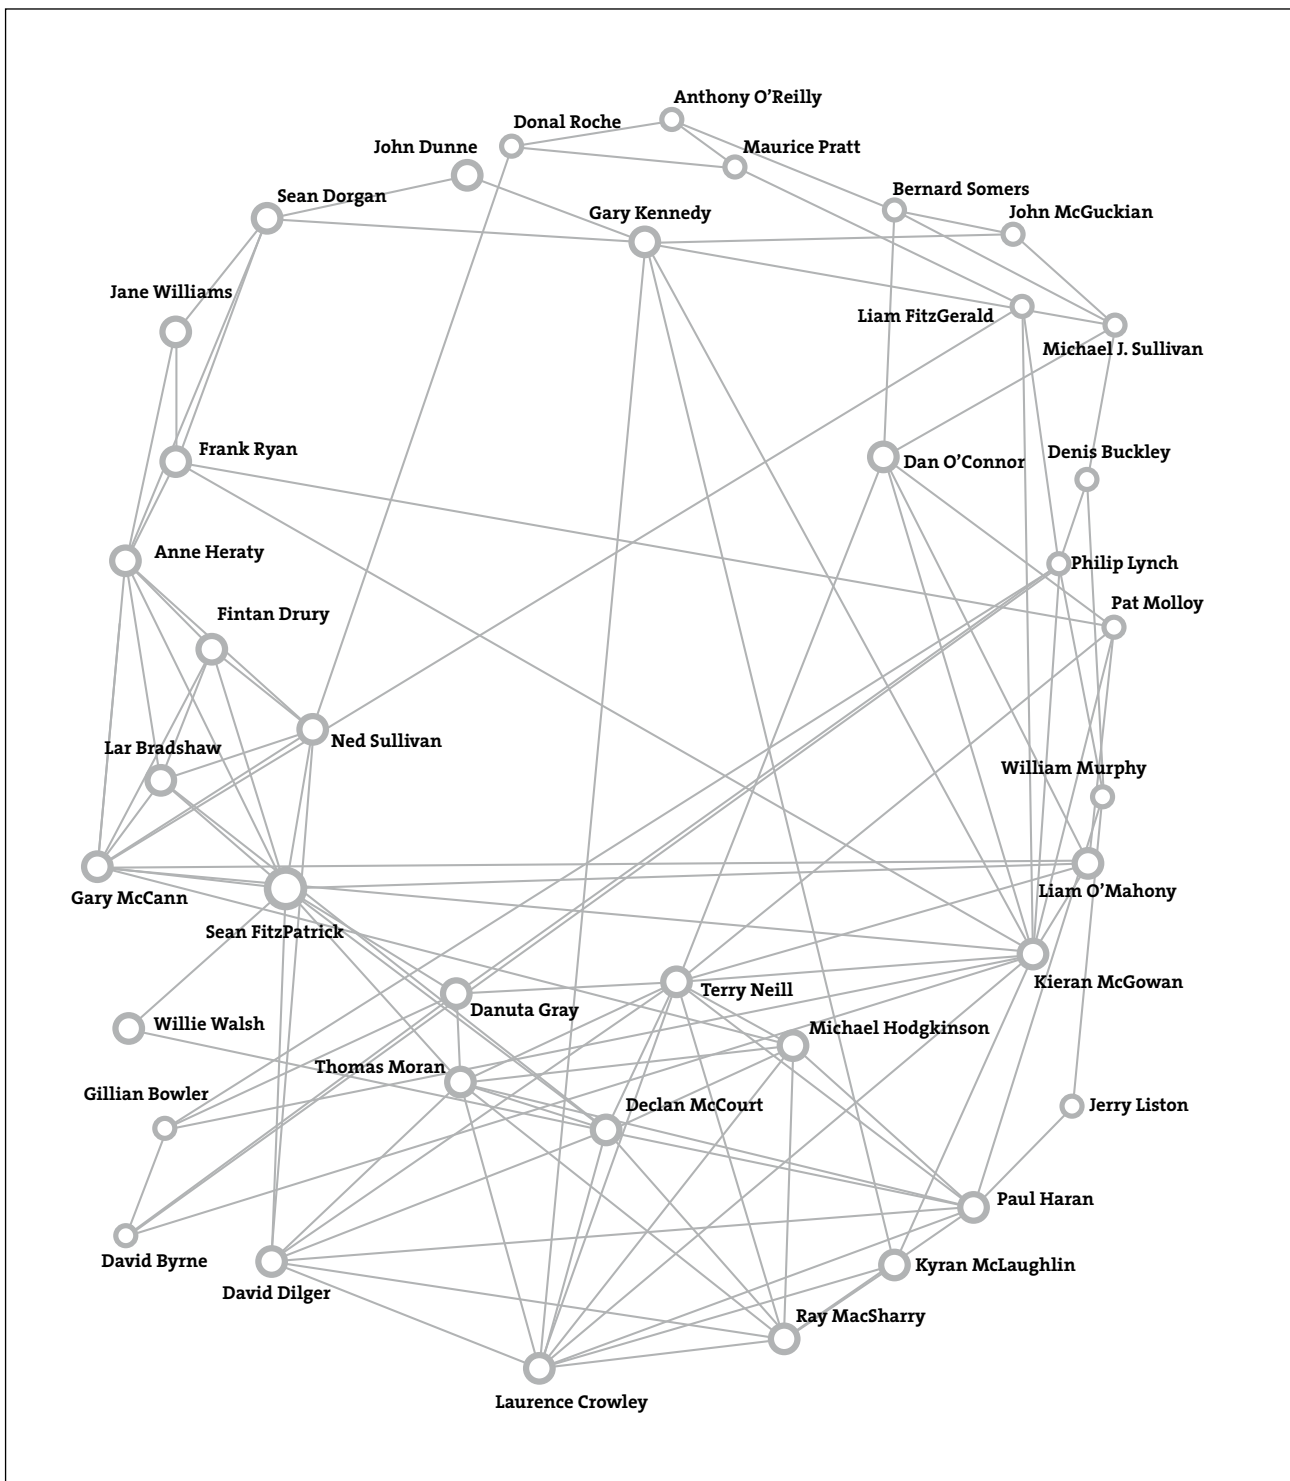 Anthony O’Reilly
Donal Roche
John Dunne
Maurice Pratt
Sean Dorgan
Bernard Somers
Gary Kennedy
John McGuckian
Jane Williams
Liam FitzGerald
Michael J. Sullivan
Frank Ryan
Dan O’Connor
Denis Buckley
Anne Heraty
Philip Lynch
Pat Molloy
Fintan Drury
Ned Sullivan
Lar Bradshaw
William Murphy
Gary McCann
Liam O’Mahony
Sean FitzPatrick
Kieran McGowan
Terry Neill
Danuta Gray
Willie Walsh
Michael Hodgkinson
Thomas Moran
Gillian Bowler
Declan McCourt
Jerry Liston
Paul Haran
David Byrne
Kyran McLaughlin
David Dilger
Ray MacSharry
Laurence Crowley